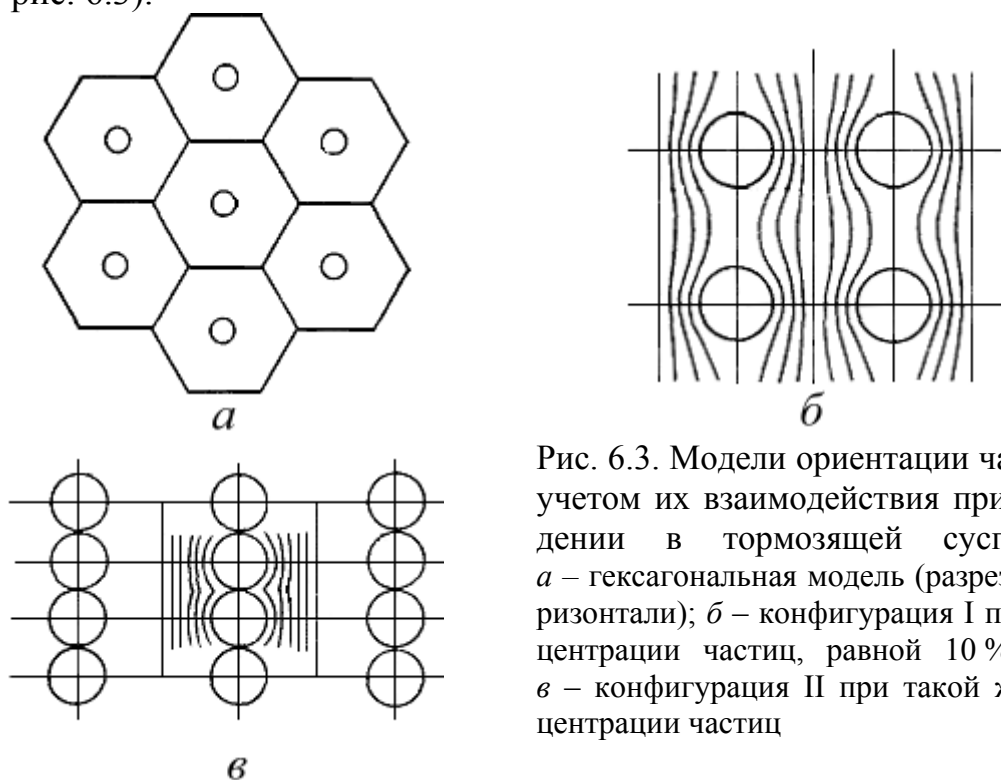 рис. 6.3).
а
б
Рис. 6.3. Модели ориентации ча
учетом их взаимодействия при
дении в тормозящей сусп
а – гексагональная модель (разрез
ризонтали); б – конфигурация I п
центрации частиц, равной 10 %
в – конфигурация II при такой ж
центрации частиц
в